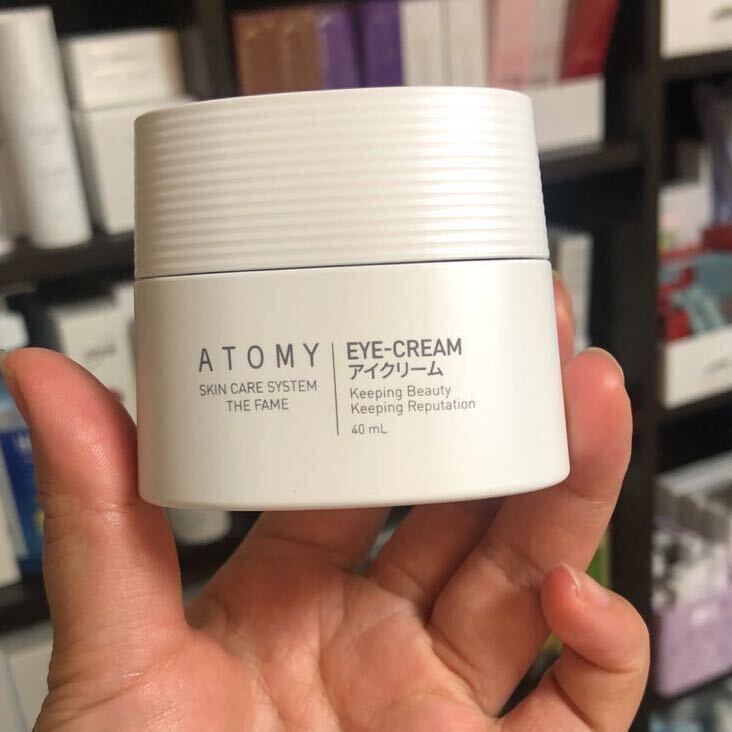 ATOMY
SKIN CARE SYSTEM
THE FAME
EYE-CREAM
アイクリーム
Keeping Beauty
Keeping Reputation
40 mL